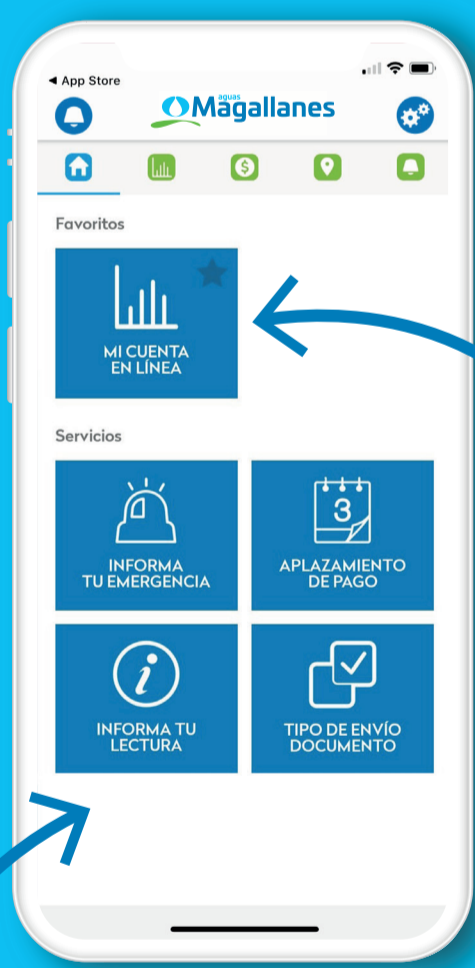 ◀ App Store
aguas
Magallanes
$
Favoritos
MI CUENTA
EN LÍNEA
Servicios
3
INFORMA
TU EMERGENCIA
APLAZAMIENTO
DE PAGO
i
INFORMA TU
LECTURA
TIPO DE ENVÍO
DOCUMENTO